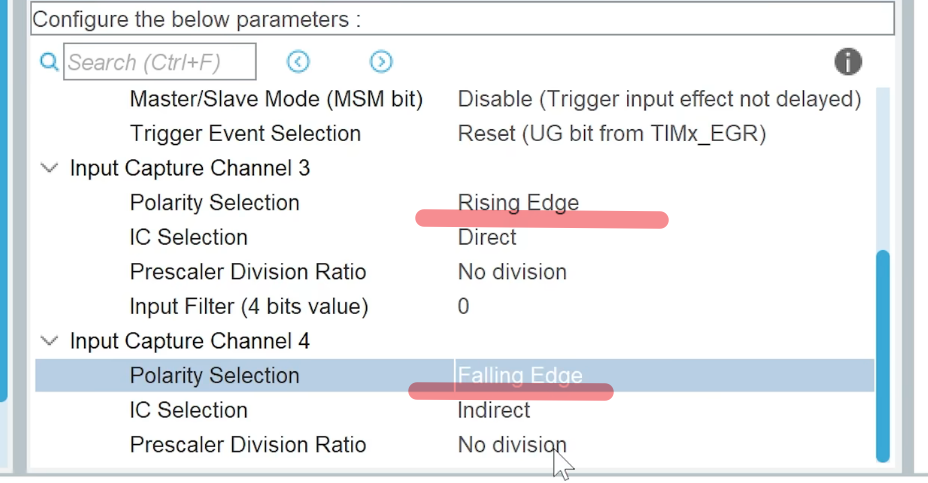 Configure the below parameters :
Search (Ctrl+F)
Master/Slave Mode (MSM bit) Disable (Trigger input effect not delayed)
Trigger Event Selection Reset (UG bit from TIMx_EGR)
Input Capture Channel 3
Polarity Selection Rising Edge
IC Selection Direct
Prescaler Division Ratio No division
Input Filter (4 bits value) 0
Input Capture Channel 4
Polarity Selection Falling Edge
IC Selection Indirect
Prescaler Division Ratio No division